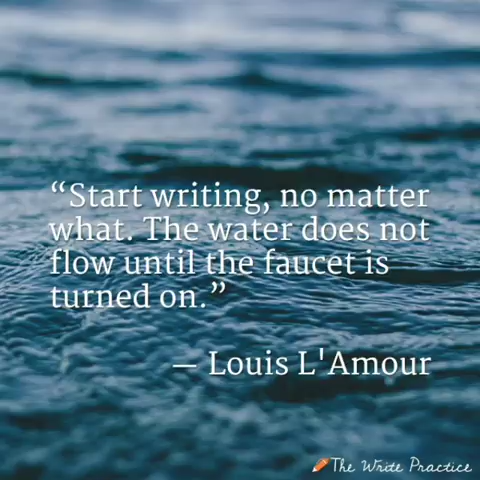 “Start writing, no matter
what. The water does not
flow until the faucet is
turned on.”
— Louis L'Amour
The Write Practice